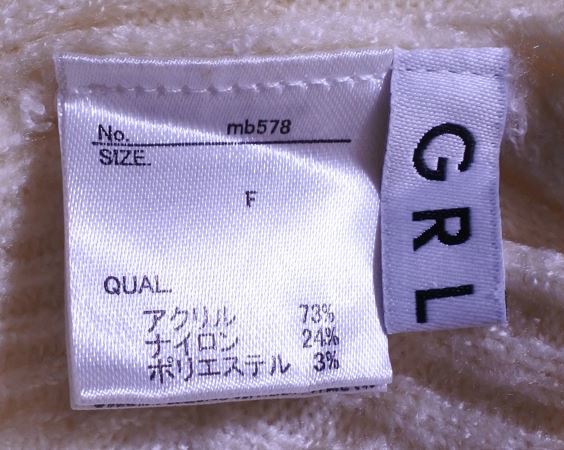 No. mb578
SIZE.
F
QUAL.
アクリル 73%
ナイロン 24%
ポリエステル 3%
GRL